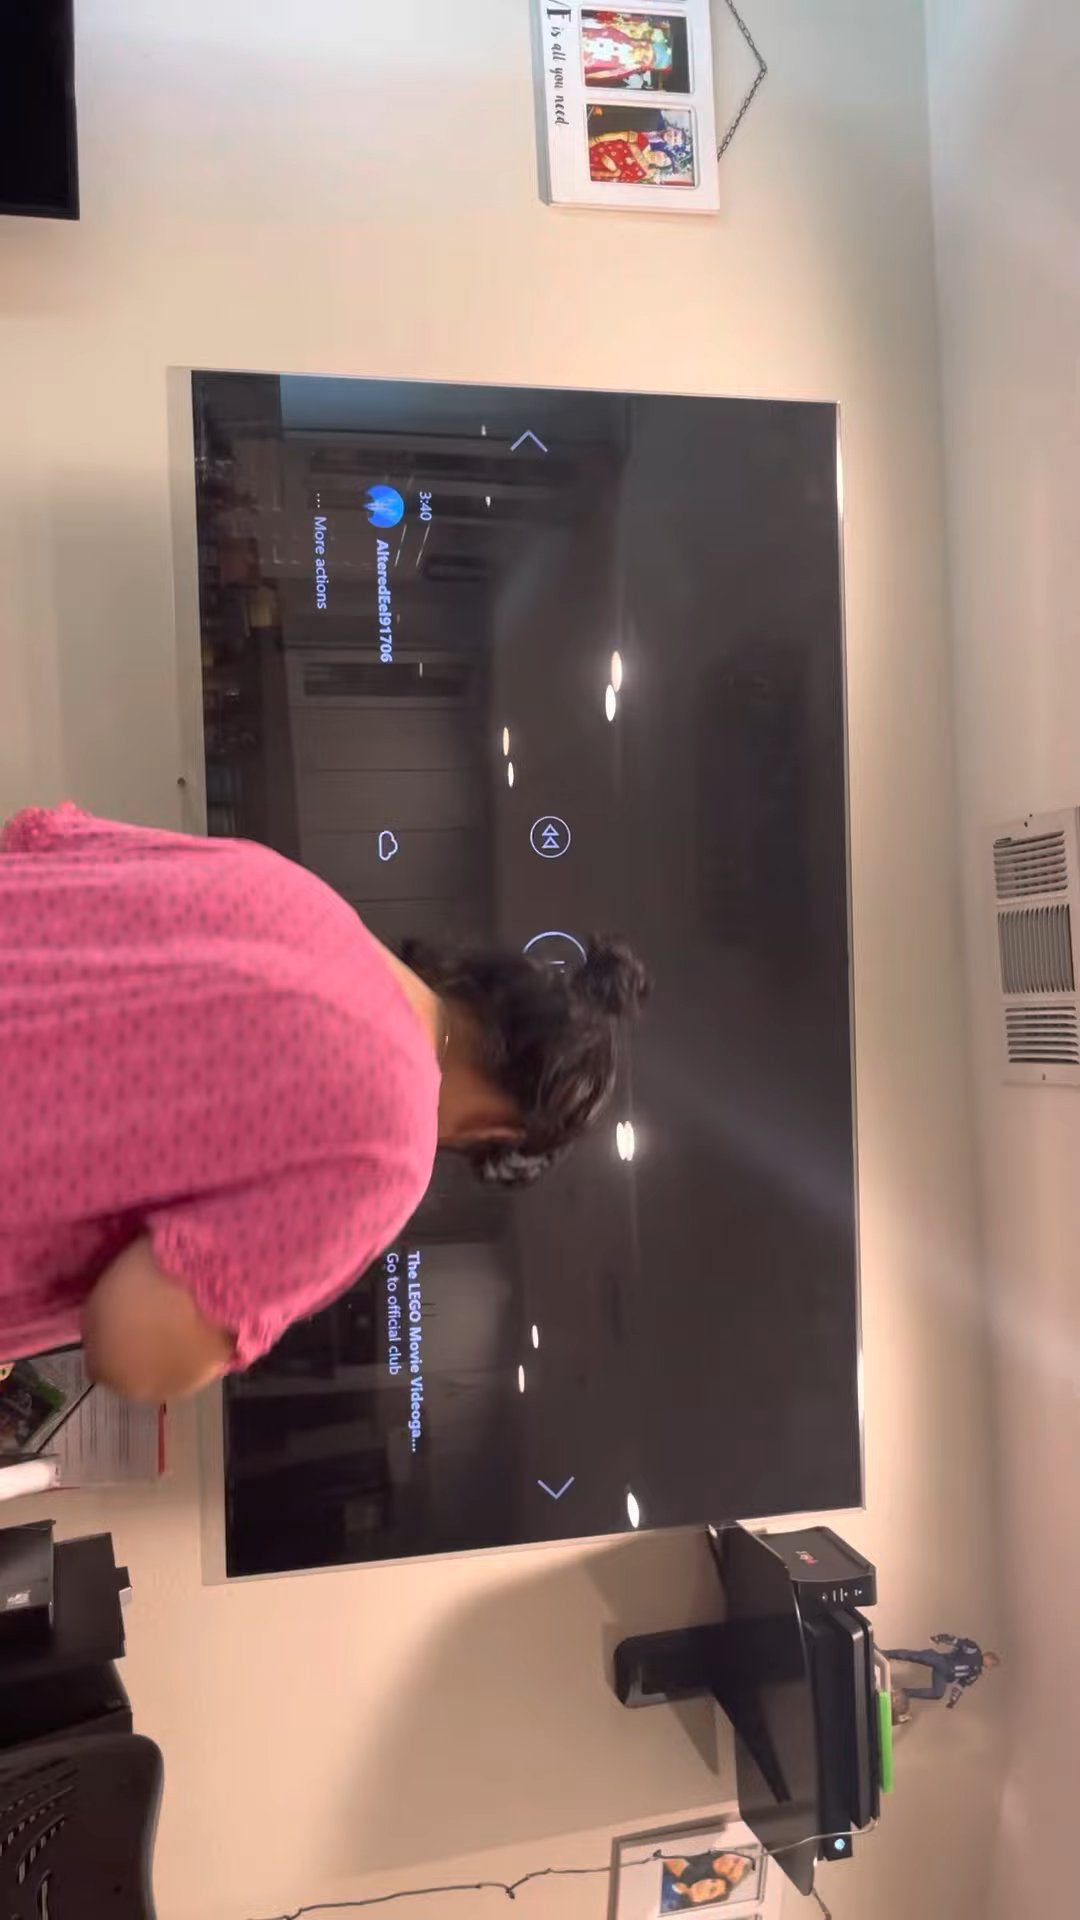 E is all you need
3:40
AlteredEel91706
... More actions
The LEGO Movie Videoga...
Go to official club